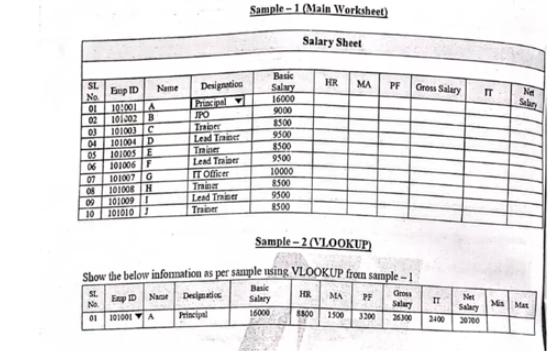 Sample – 1 (Main Worksheet)
Salary Sheet
SL No. Emp ID Name Designation Basic Salary HR MA PF Gross Salary IT Net Salary
01 101001 A Principal ▼ 16000
02 101002 B JPO 9000
03 101003 C Trainer 8500
04 101004 D Lead Trainer 9500
05 101005 E Trainer 8500
06 101006 F Lead Trainer 9500
07 101007 G IT Officer 10000
08 101008 H Trainer 8500
09 101009 I Lead Trainer 9500
10 101010 J Trainer 8500
Sample – 2 (VLOOKUP)
Show the below information as per sample using VLOOKUP from sample – 1
SL No. Emp ID Name Designation Basic Salary HR MA PF Gross Salary IT Net Salary Min Max
01 101001 ▼ A Principal 16000 8800 1500 3200 26300 2400 20700